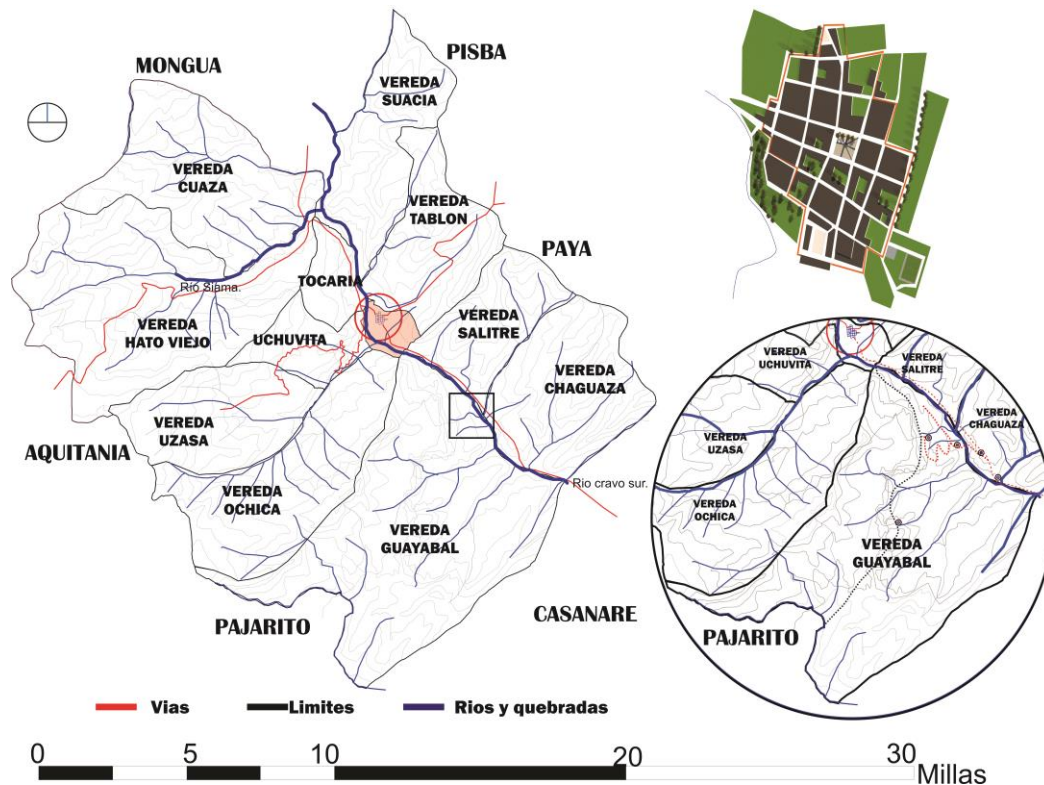 MONGUA
PISBA
VEREDA
SUACIA
VEREDA
CUAZA
VEREDA
TABLON
PAYA
Río Siama.
TOCARIA
VEREDA
HATO VIEJO
UCHUVITA
VEREDA
SALITRE
VEREDA
CHAGUAZA
VEREDA
UZASA
AQUITANIA
Rio cravo sur.
VEREDA
OCHICA
VEREDA
GUAYABAL
CASANARE
PAJARITO
VEREDA
UCHUVITA
VEREDA
SALITRE
VEREDA
CHAGUAZA
VEREDA
UZASA
VEREDA
OCHICA
VEREDA
GUAYABAL
PAJARITO
Vias
Limites
Rios y quebradas
0 5 10 20 30
Millas